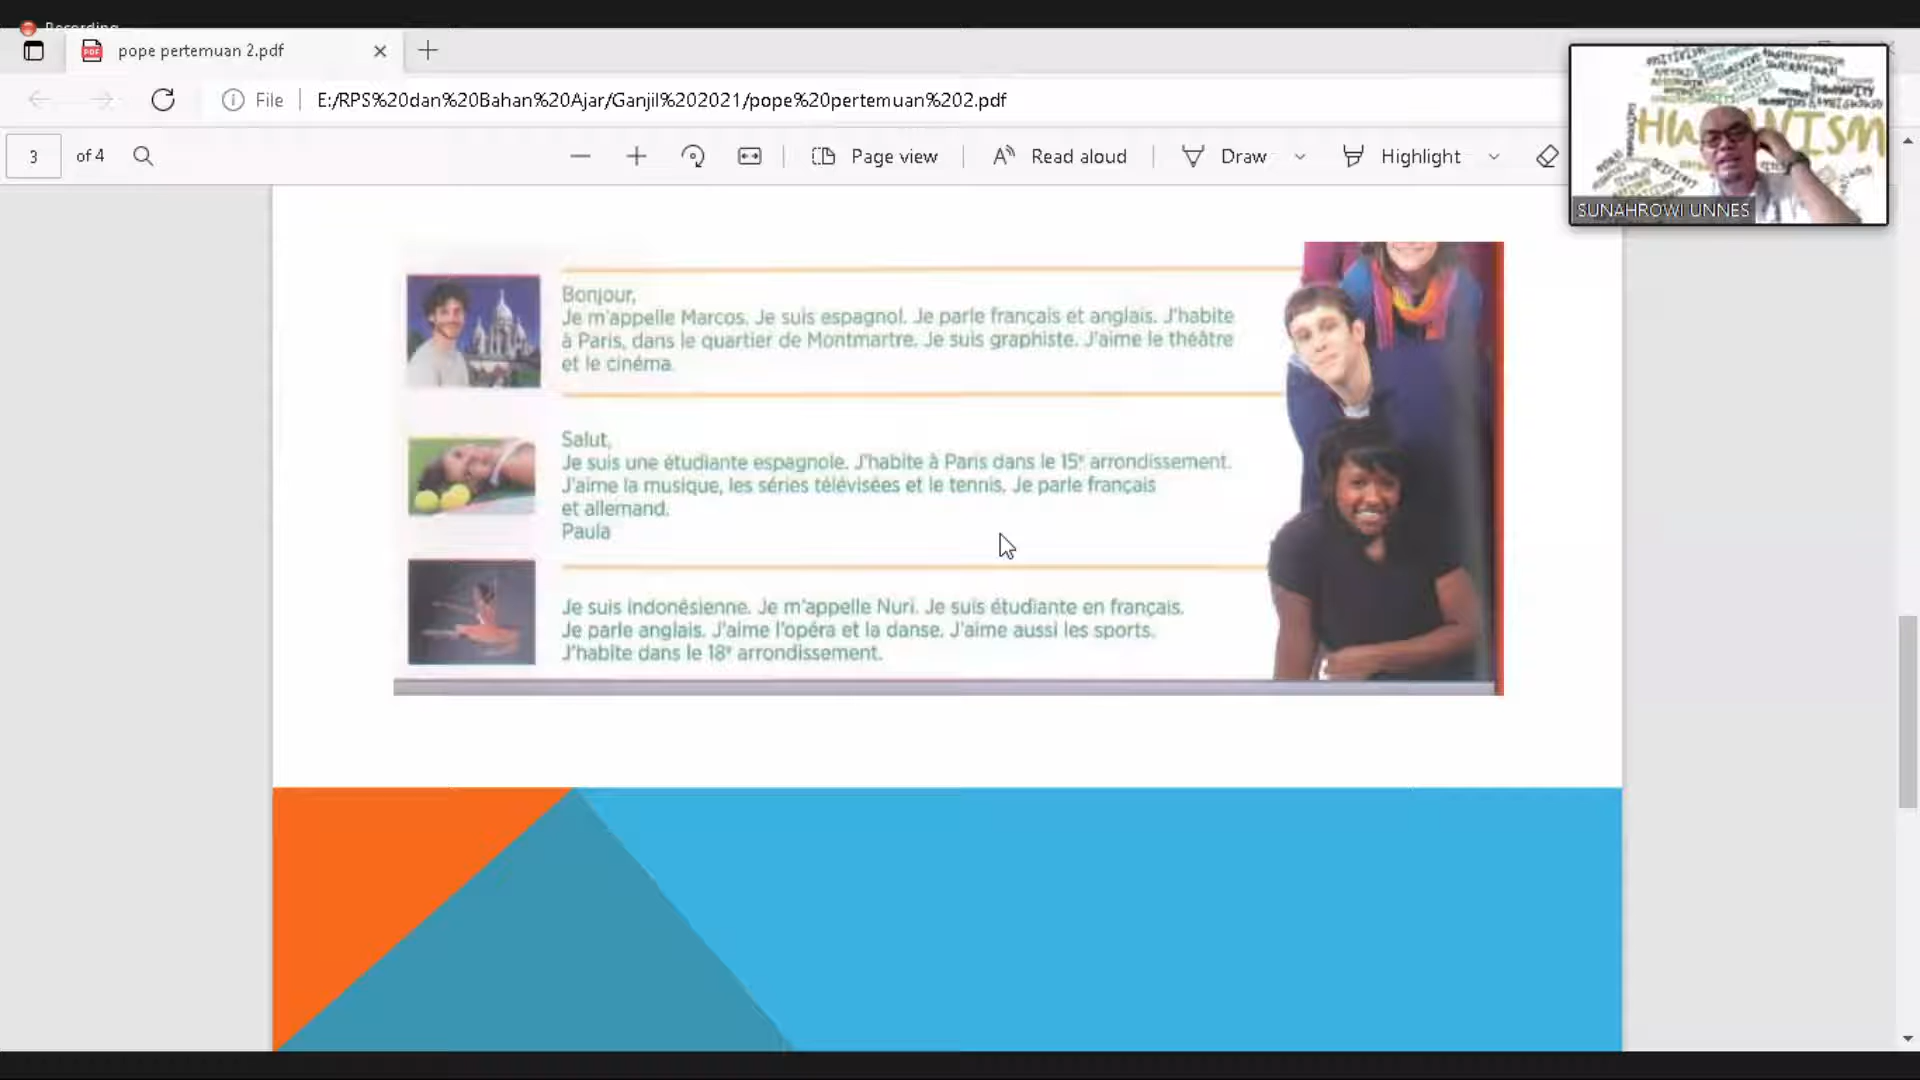 Recording
pope pertemuan 2.pdf
File
E:/RPS%20dan%20Bahan%20Ajar/Ganjil%202021/pope%20pertemuan%202.pdf
3 of 4
Page view
Read aloud
Draw
Highlight
HUMANISM
SUNAHROWI UNNES
Bonjour,
Je m'appelle Marcos. Je suis espagnol. Je parle français et anglais. J'habite
à Paris, dans le quartier de Montmartre. Je suis graphiste. J'aime le théâtre
et le cinéma.
Salut,
Je suis une étudiante espagnole. J'habite à Paris dans le 15e arrondissement.
J'aime la musique, les séries télévisées et le tennis. Je parle français
et allemand.
Paula
Je suis indonésienne. Je m'appelle Nuri. Je suis étudiante en français.
Je parle anglais. J'aime l'opéra et la danse. J'aime aussi les sports.
J'habite dans le 18e arrondissement.